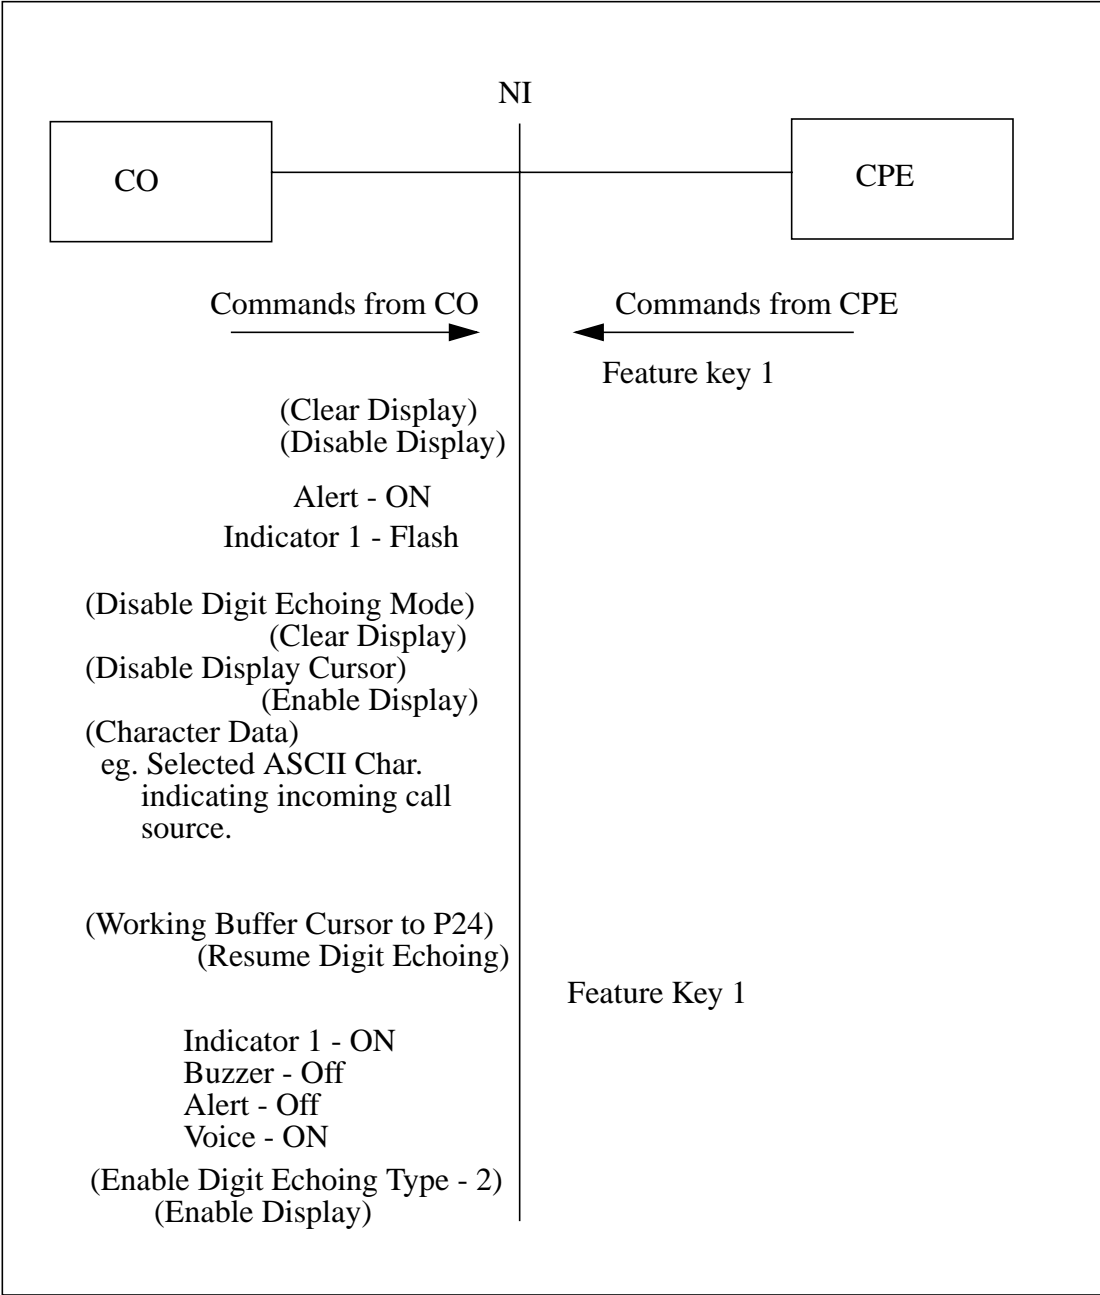 NI
CO
CPE
Commands from CO
Commands from CPE
Feature key 1
(Clear Display)
(Disable Display)
Alert - ON
Indicator 1 - Flash
(Disable Digit Echoing Mode)
(Clear Display)
(Disable Display Cursor)
(Enable Display)
(Character Data)
eg. Selected ASCII Char.
indicating incoming call
source.
(Working Buffer Cursor to P24)
(Resume Digit Echoing)
Feature Key 1
Indicator 1 - ON
Buzzer - Off
Alert - Off
Voice - ON
(Enable Digit Echoing Type - 2)
(Enable Display)